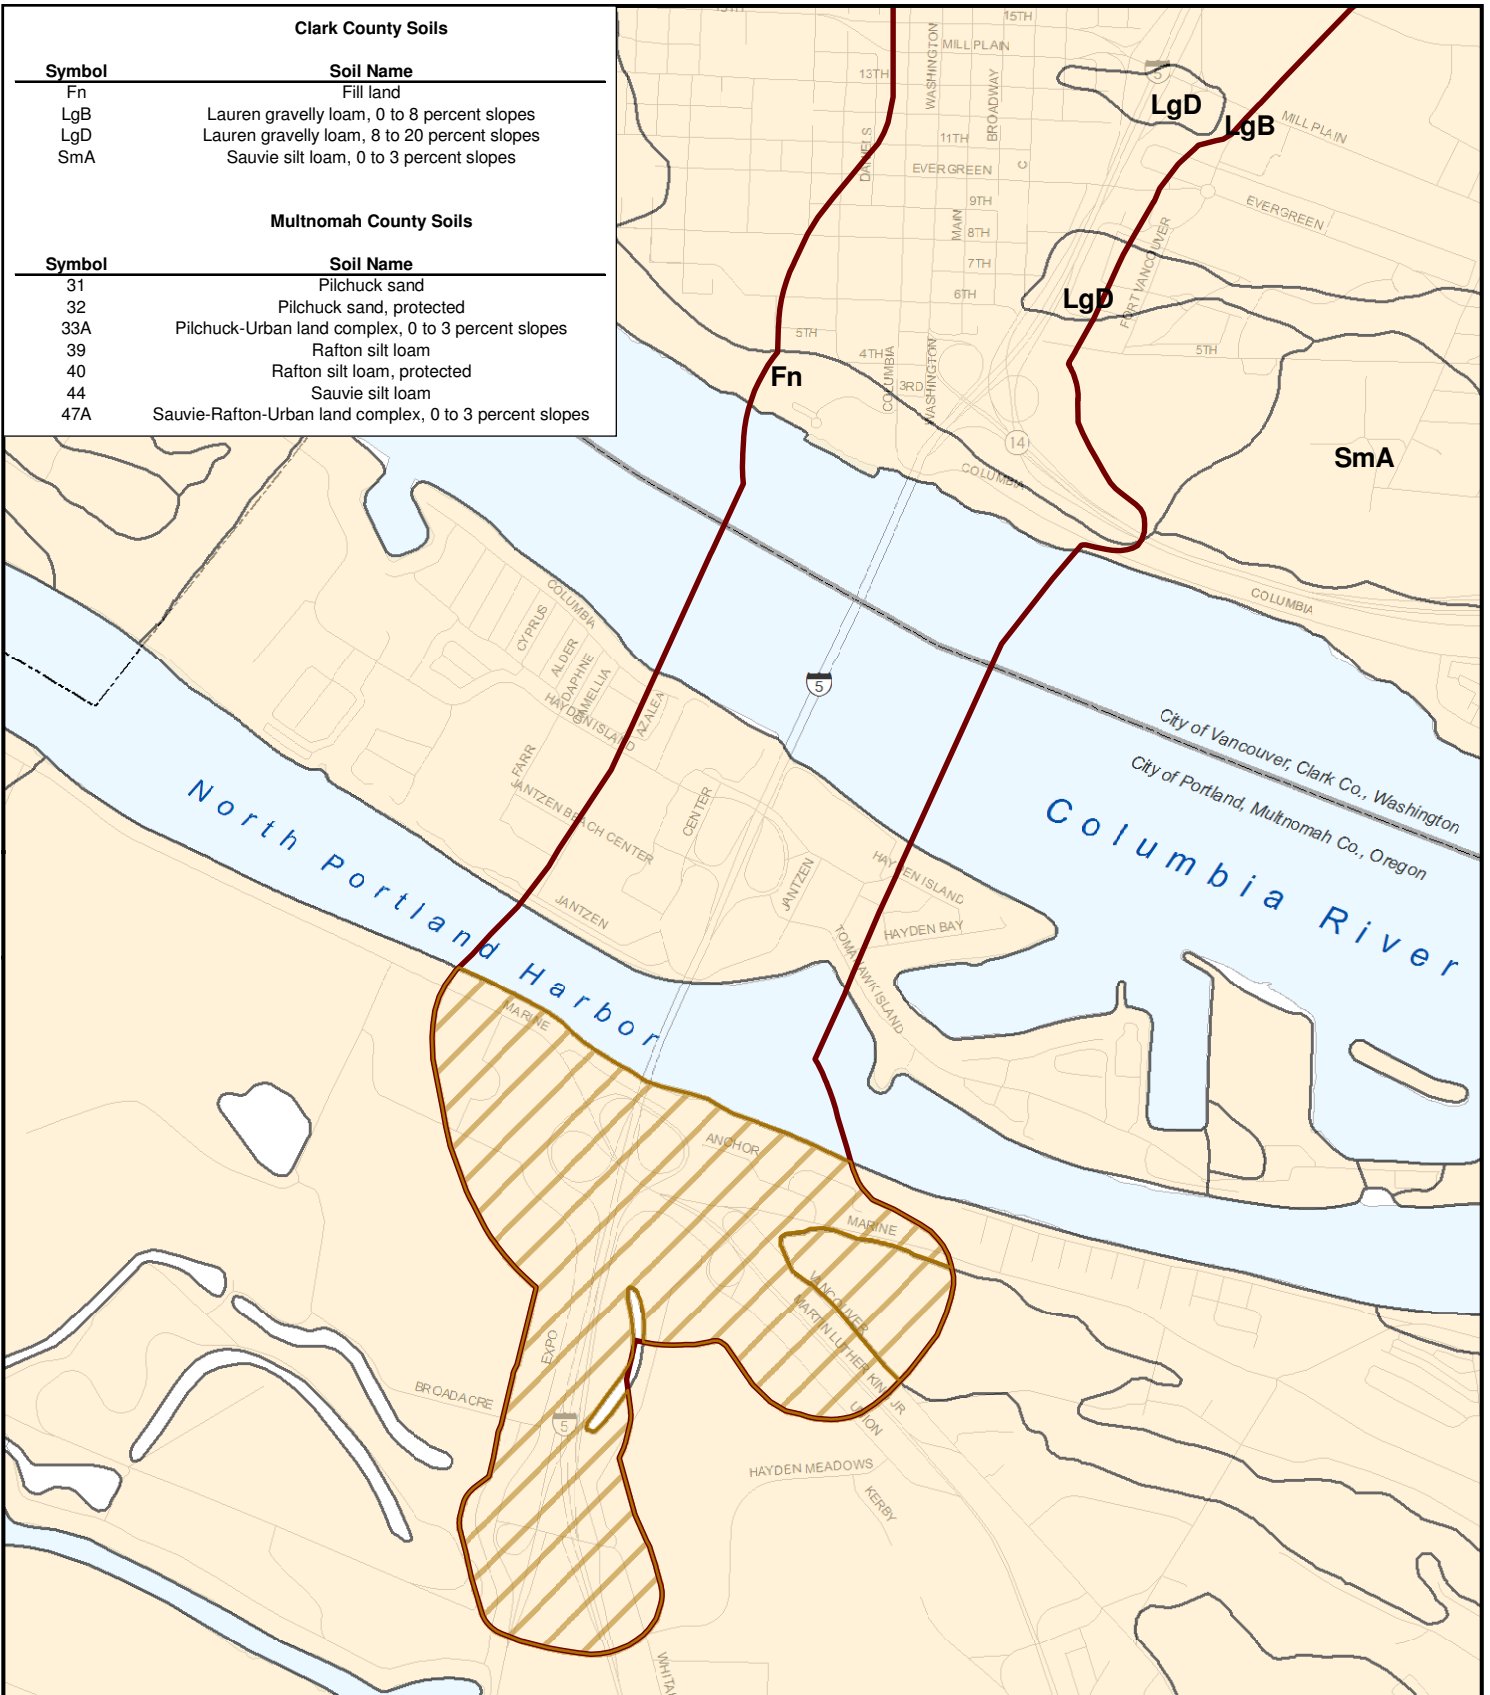 Clark County Soils
Symbol Soil Name
Fn Fill land
LgB Lauren gravelly loam, 0 to 8 percent slopes
LgD Lauren gravelly loam, 8 to 20 percent slopes
SmA Sauvie silt loam, 0 to 3 percent slopes
Multnomah County Soils
Symbol Soil Name
31 Pilchuck sand
32 Pilchuck sand, protected
33A Pilchuck-Urban land complex, 0 to 3 percent slopes
39 Rafton silt loam
40 Rafton silt loam, protected
44 Sauvie silt loam
47A Sauvie-Rafton-Urban land complex, 0 to 3 percent slopes
15TH
WASHINGTON
MILL PLAIN
13TH
BROADWAY
5
LgD
LgB
MILL PLAIN
DANIELS
11TH
EVERGREEN
C
9TH
EVERGREEN
MAIN
8TH
7TH
FORT VANCOUVER
6TH
LgD
5TH
4TH
COLUMBIA
WASHINGTON
5TH
Fn
3RD
14
SmA
COLUMBIA
COLUMBIA
COLUMBIA
CYPRUS
ALDER
DAPHNE
CAMELLIA
HAYDEN ISLAND
AZALEA
5
City of Vancouver, Clark Co., Washington
City of Portland, Multnomah Co., Oregon
FARR
JANTZEN BEACH CENTER
CENTER
North Portland Harbor
Columbia River
JANTZEN
JANTZEN
HAYDEN ISLAND
HAYDEN BAY
TOMAHAWK ISLAND
MARINE
ANCHOR
MARINE
VANCOUVER
MARTIN LUTHER KING JR
EXPO
BROADACRE
5
UNION
HAYDEN MEADOWS
KERBY